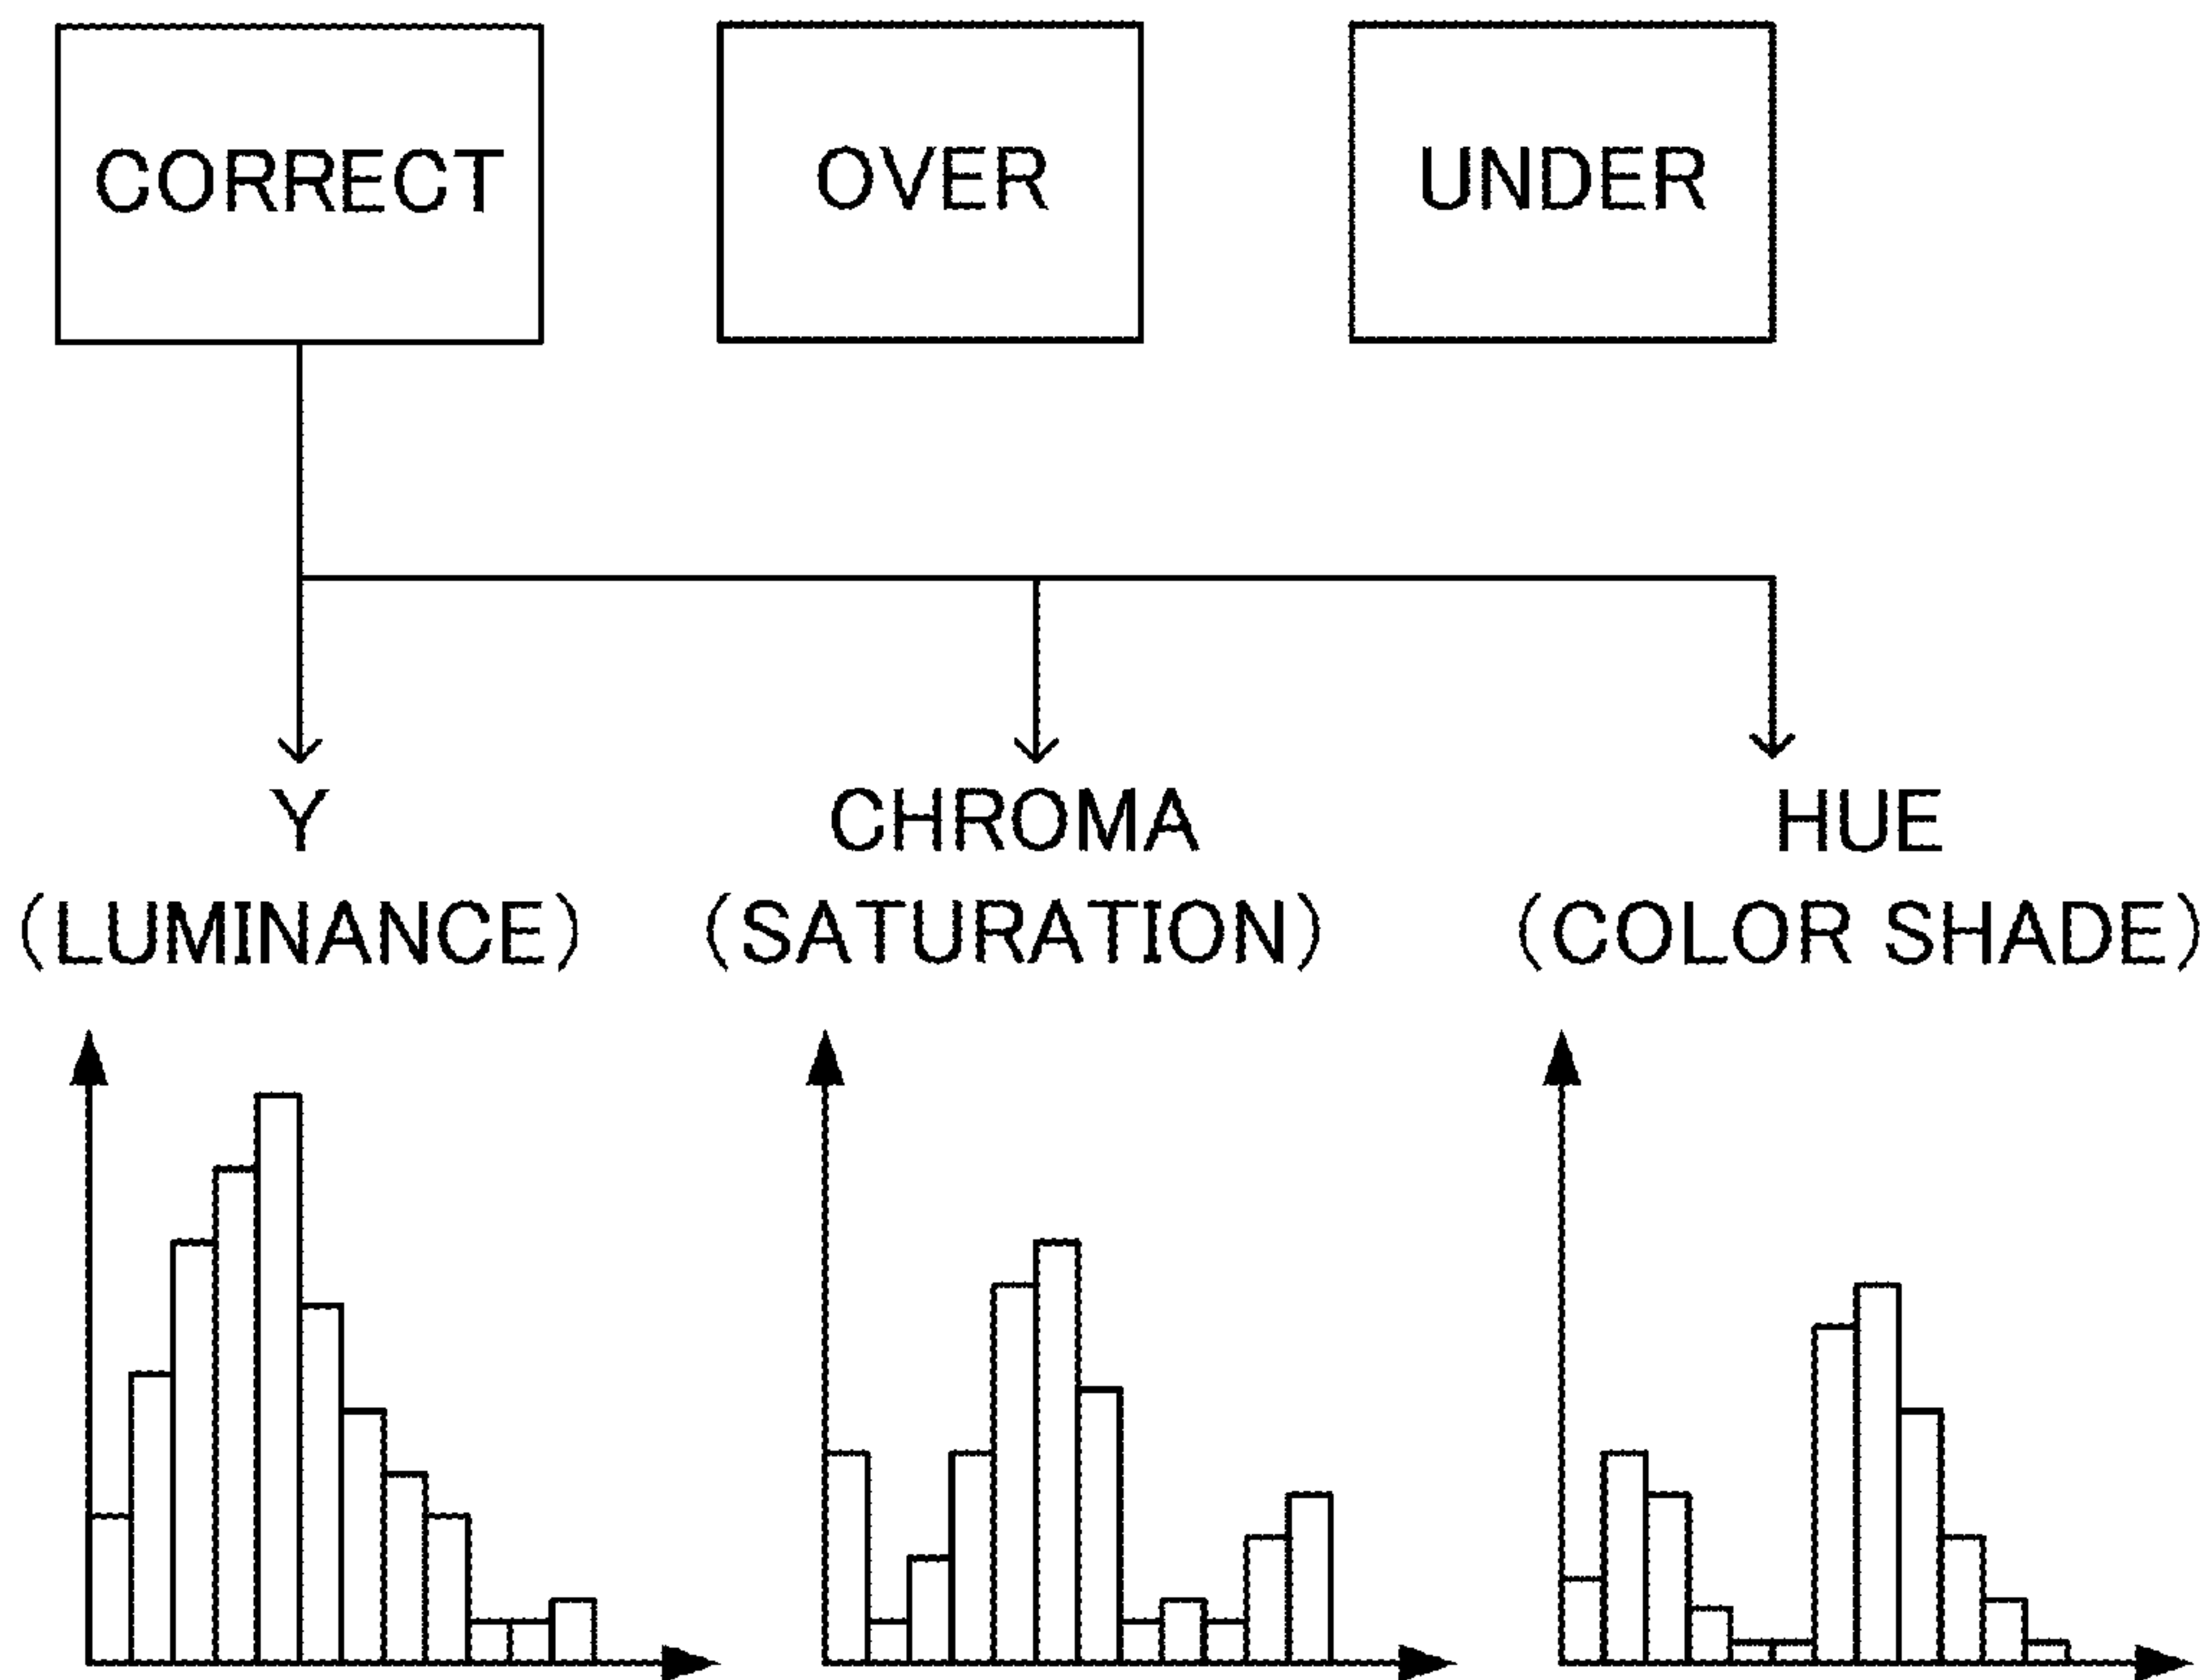 CORRECT
OVER
UNDER
Y
(LUMINANCE)
CHROMA
(SATURATION)
HUE
(COLOR SHADE)